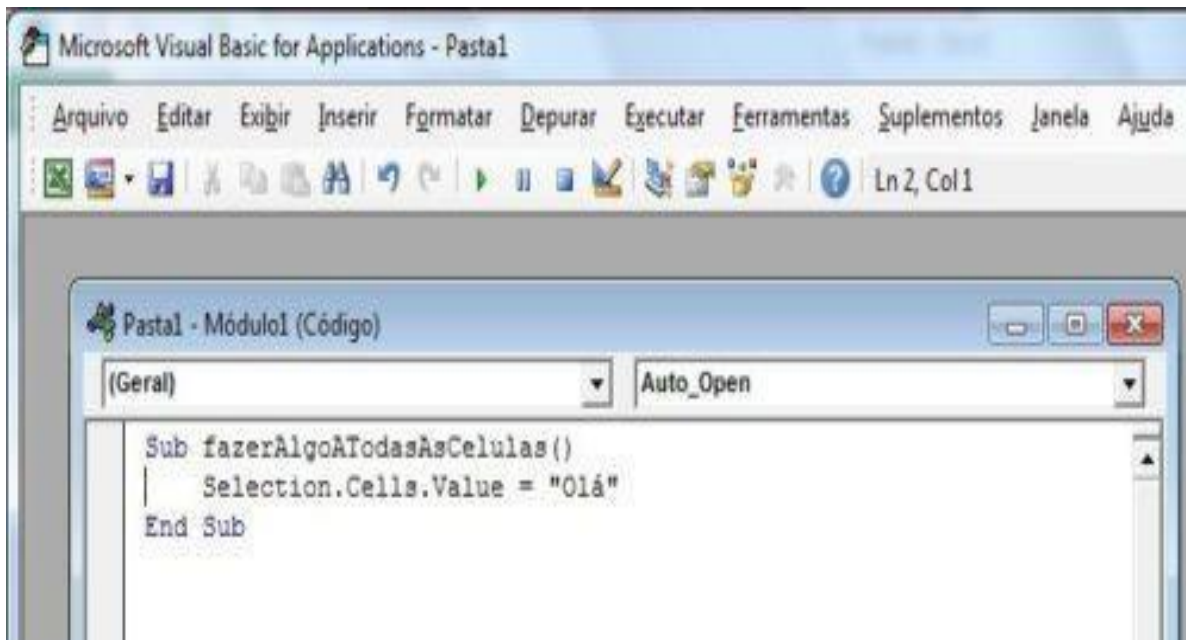 Microsoft Visual Basic for Applications - Pasta1
Arquivo Editar Exibir Inserir Formatar Depurar Executar Ferramentas Suplementos Janela Ajuda
Ln 2, Col 1
Pasta1 - Módulo1 (Código)
(Geral) Auto_Open
Sub fazerAlgoATodasAsCelulas()
Selection.Cells.Value = "Olá"
End Sub